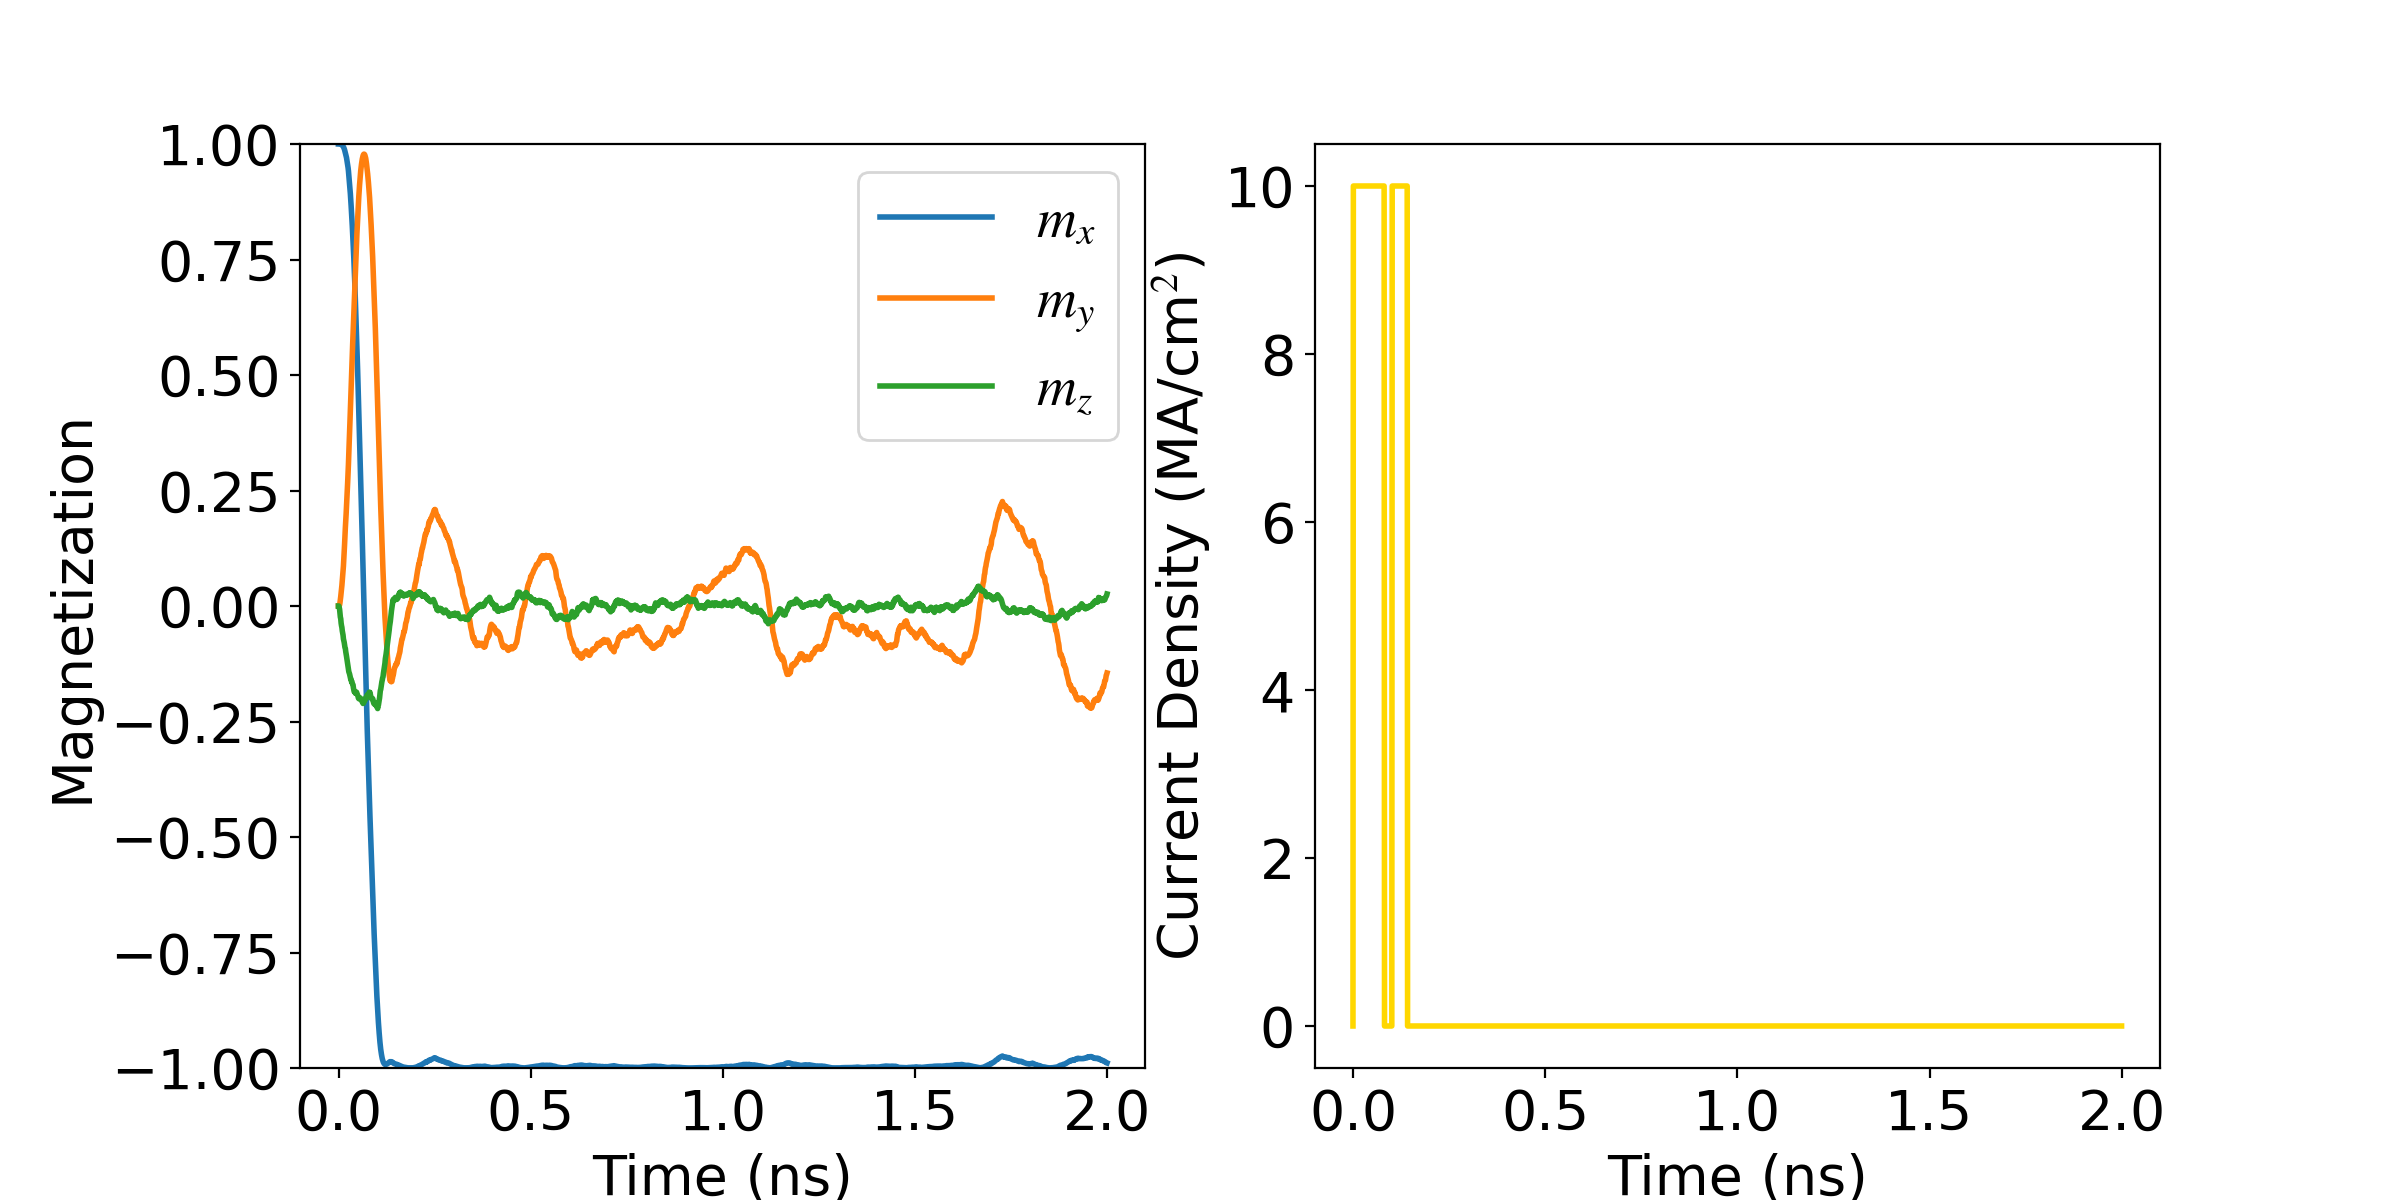 Magnetization
1.00
0.75
0.50
0.25
0.00
−0.25
−0.50
−0.75
−1.00
0.0 0.5 1.0 1.5 2.0
Time (ns)
m_x
m_y
m_z
Current Density (MA/cm²)
10
8
6
4
2
0
0.0 0.5 1.0 1.5 2.0
Time (ns)